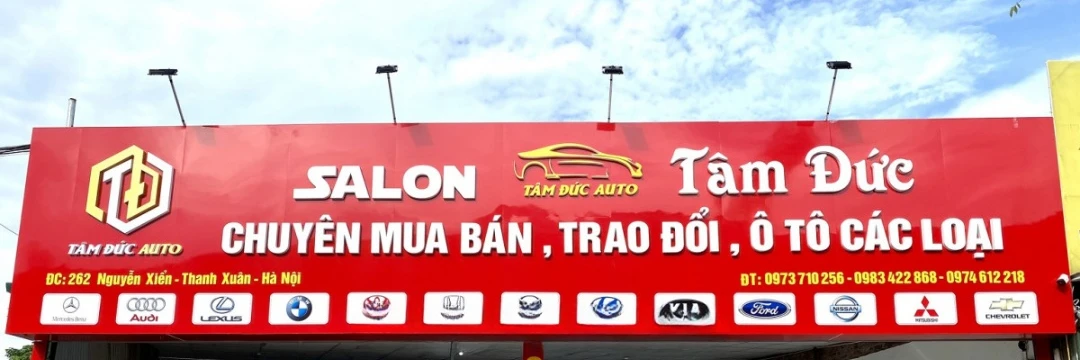 SALON TÂM ĐỨC AUTO Tâm Đức
TÂM ĐỨC AUTO
CHUYÊN MUA BÁN , TRAO ĐỔI , Ô TÔ CÁC LOẠI
ĐC: 262 Nguyễn Xiển - Thanh Xuân - Hà Nội
ĐT: 0973 710 256 - 0983 422 868 - 0974 612 218
Mercedes-Benz Audi LEXUS BMW KIA Ford NISSAN MITSUBISHI CHEVROLET